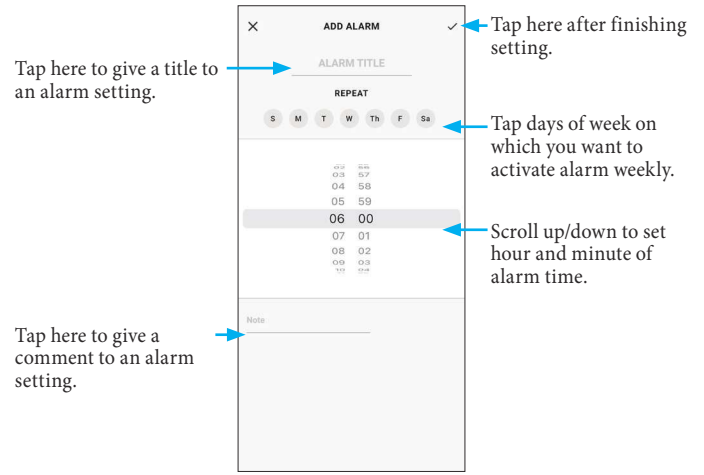 ADD ALARM
ALARM TITLE
REPEAT
S M T W Th F Sa
03 57
04 58
05 59
06 00
07 01
08 02
09 03
Note
Tap here to give a title to
an alarm setting.
Tap here to give a
comment to an alarm
setting.
Tap here after finishing
setting.
Tap days of week on
which you want to
activate alarm weekly.
Scroll up/down to set
hour and minute of
alarm time.